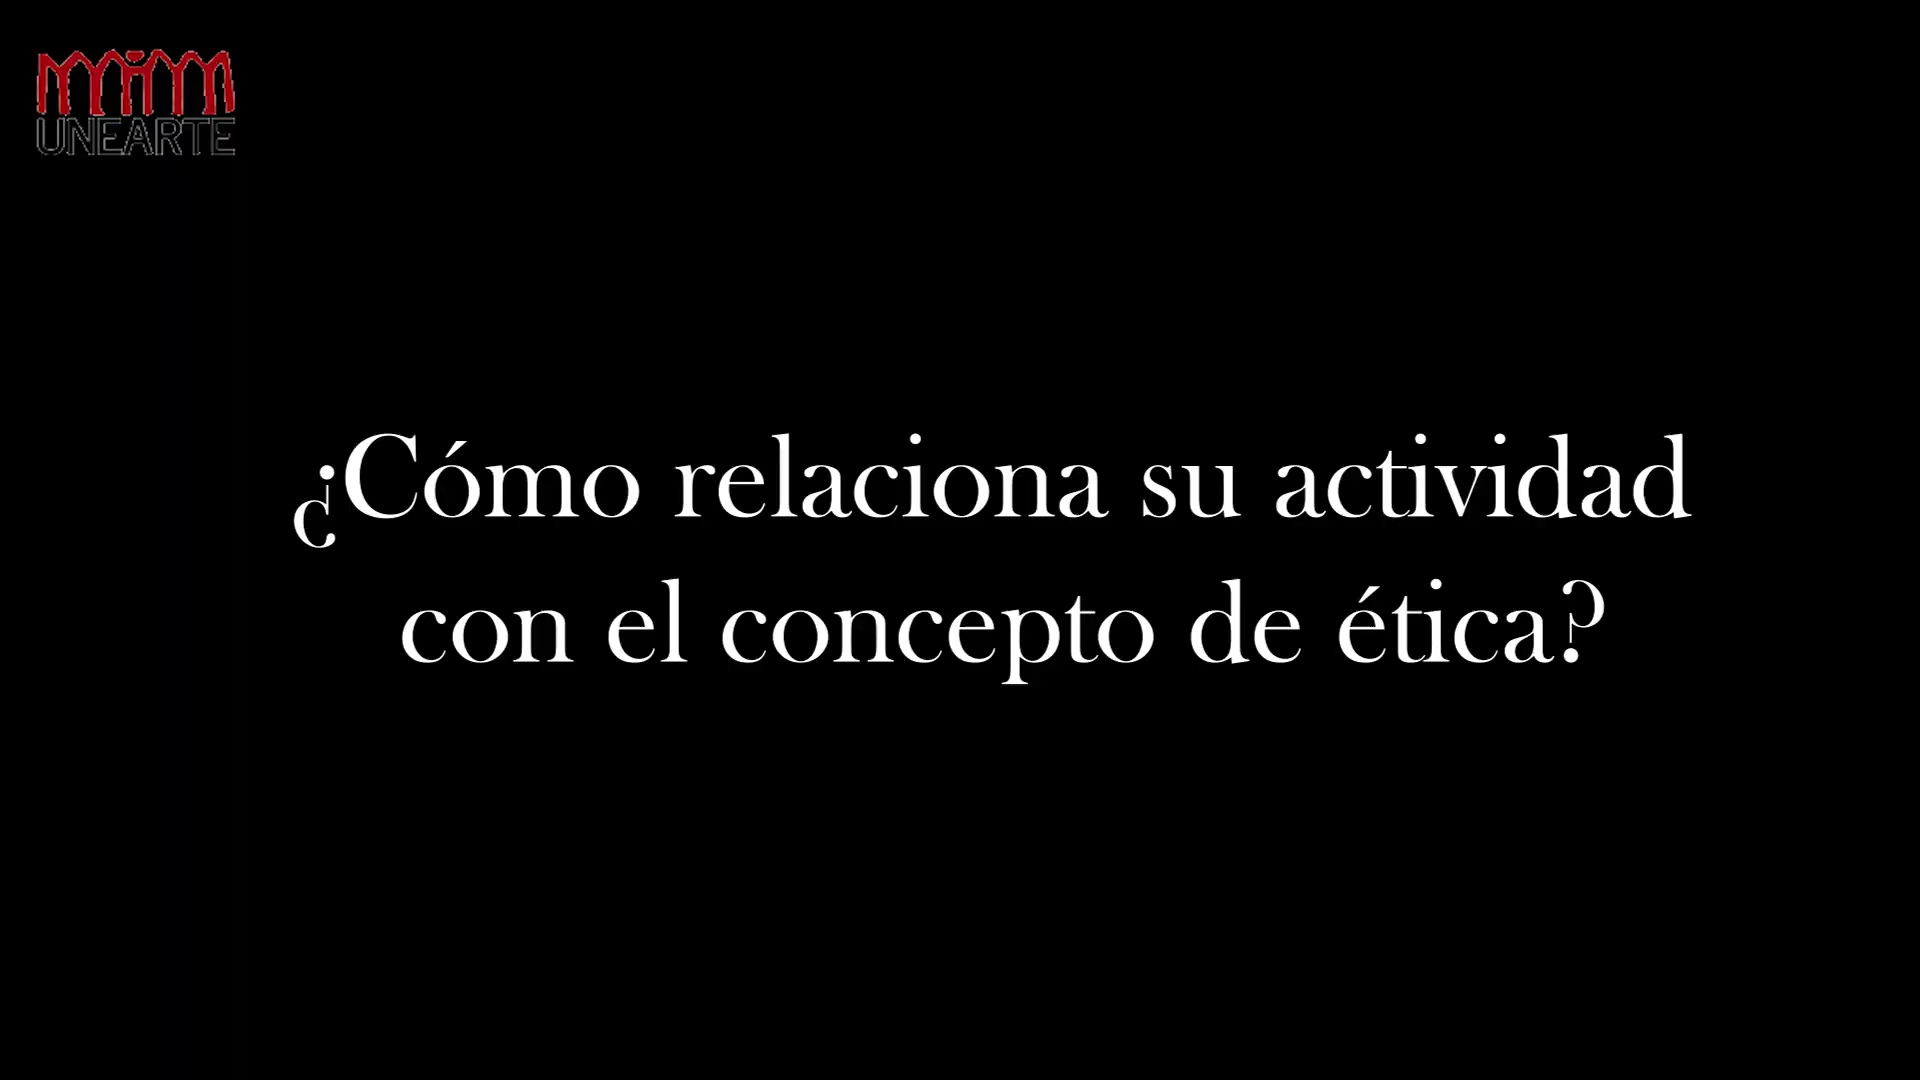 UNEARTE
¿Cómo relaciona su actividad
con el concepto de ética?